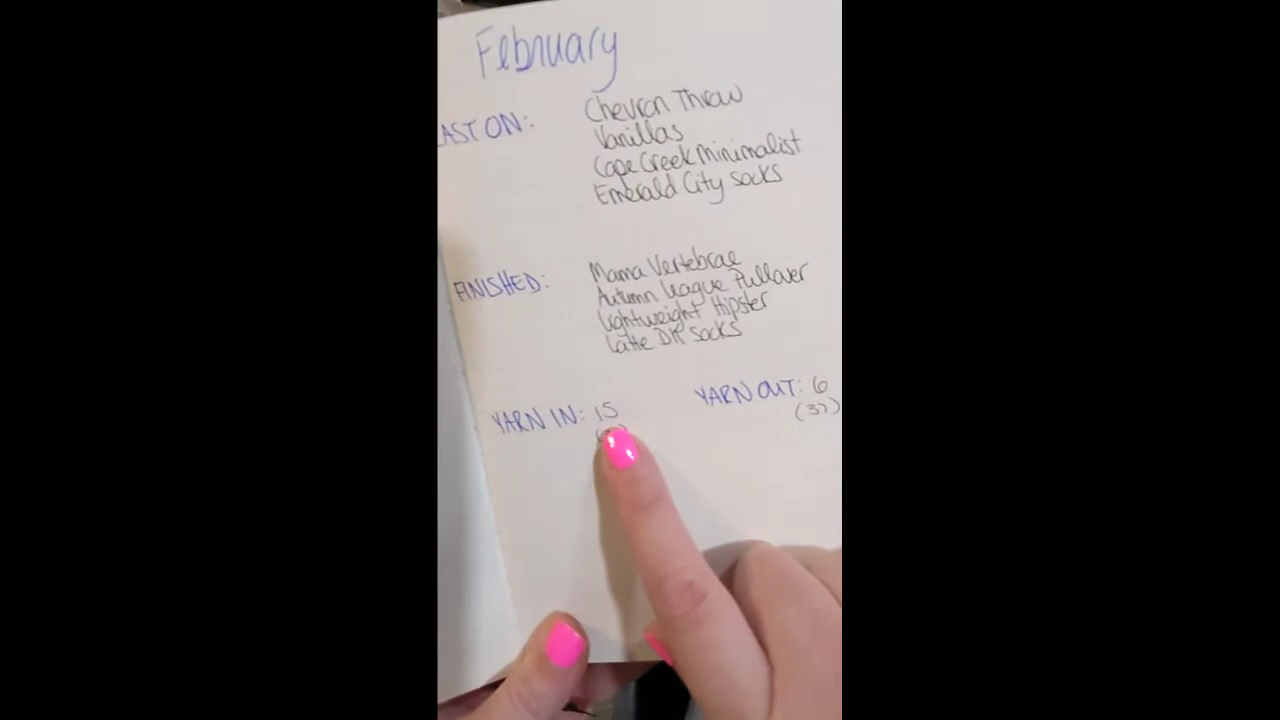 February
CAST ON:
Chevron Throw
Vanillas
Cape Creek Minimalist
Emerald City Socks
FINISHED:
Mama Vertebrae
Autumn League Pullover
Lightweight Hipster
Latte DK Socks
YARN IN: 15
YARN OUT: 6
(37)